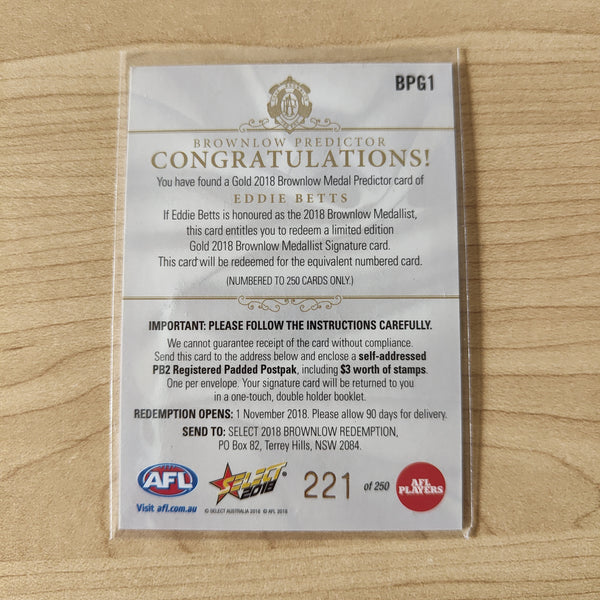 BPG1
BROWNLOW PREDICTOR
CONGRATULATIONS!
You have found a Gold 2018 Brownlow Medal Predictor card of
EDDIE BETTS
If Eddie Betts is honoured as the 2018 Brownlow Medallist,
this card entitles you to redeem a limited edition
Gold 2018 Brownlow Medallist Signature card.
This card will be redeemed for the equivalent numbered card.
(NUMBERED TO 250 CARDS ONLY.)
IMPORTANT: PLEASE FOLLOW THE INSTRUCTIONS CAREFULLY.
We cannot guarantee receipt of the card without compliance.
Send this card to the address below and enclose a self-addressed
PB2 Registered Padded Postpak, including $3 worth of stamps.
One per envelope. Your signature card will be returned to you
in a one-touch, double holder booklet.
REDEMPTION OPENS: 1 November 2018. Please allow 90 days for delivery.
SEND TO: SELECT 2018 BROWNLOW REDEMPTION,
PO Box 82, Terrey Hills, NSW 2084.
AFL
Visit afl.com.au
SELECT
2018
© SELECT AUSTRALIA 2018 © AFL 2018
221 of 250
AFL
PLAYERS